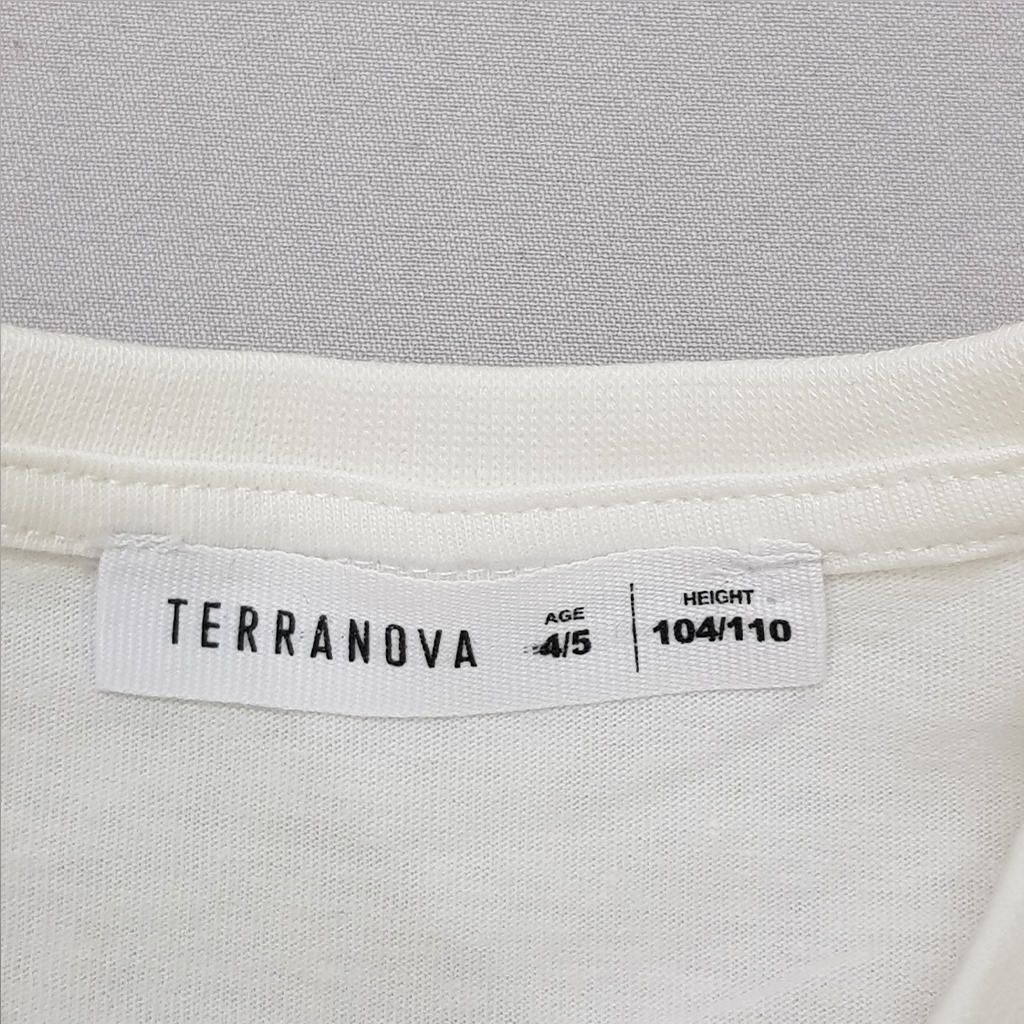 TERRANOVA
AGE
4/5
HEIGHT
104/110